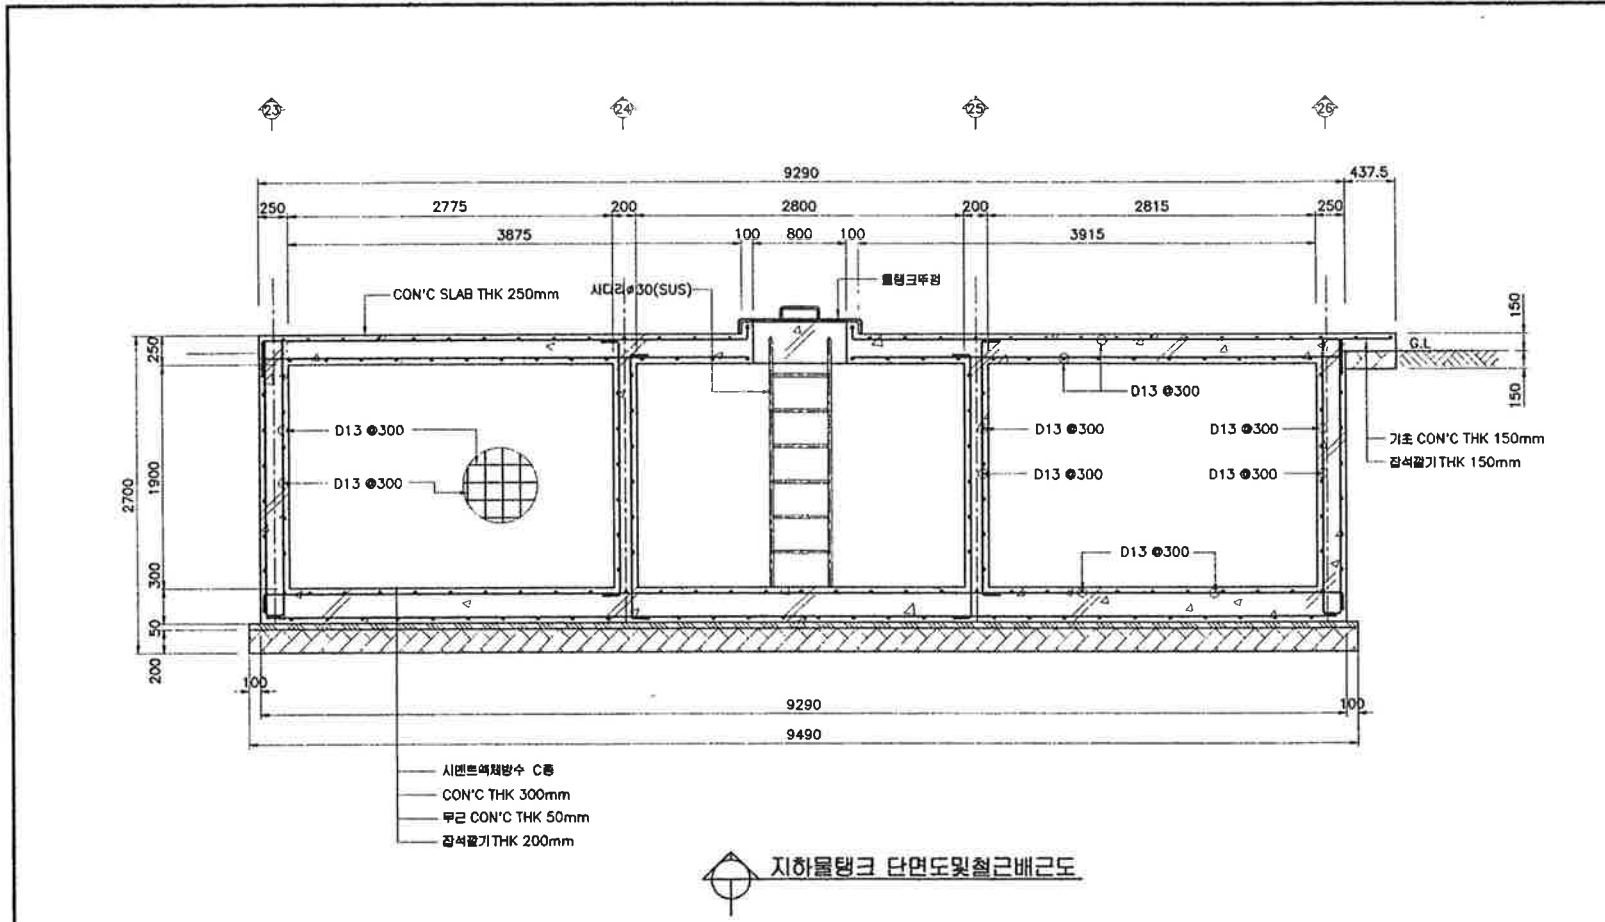 23 24 25 26
9290 437.5
250 2775 200 2800 200 2815 250
3875 100 800 100 3915
CON'C SLAB THK 250mm
사다리ø30(SUS)
물탱크뚜껑
150
G.L
150
250
1900
2700
300
50
200
D13 @300
D13 @300
D13 @300
D13 @300
D13 @300
D13 @300
D13 @300
D13 @300
기초 CON'C THK 150mm
잡석깔기THK 150mm
100 9290 100
9490
시멘트액체방수 C종
CON'C THK 300mm
무근 CON'C THK 50mm
잡석깔기THK 200mm
지하물탱크 단면도및철근배근도